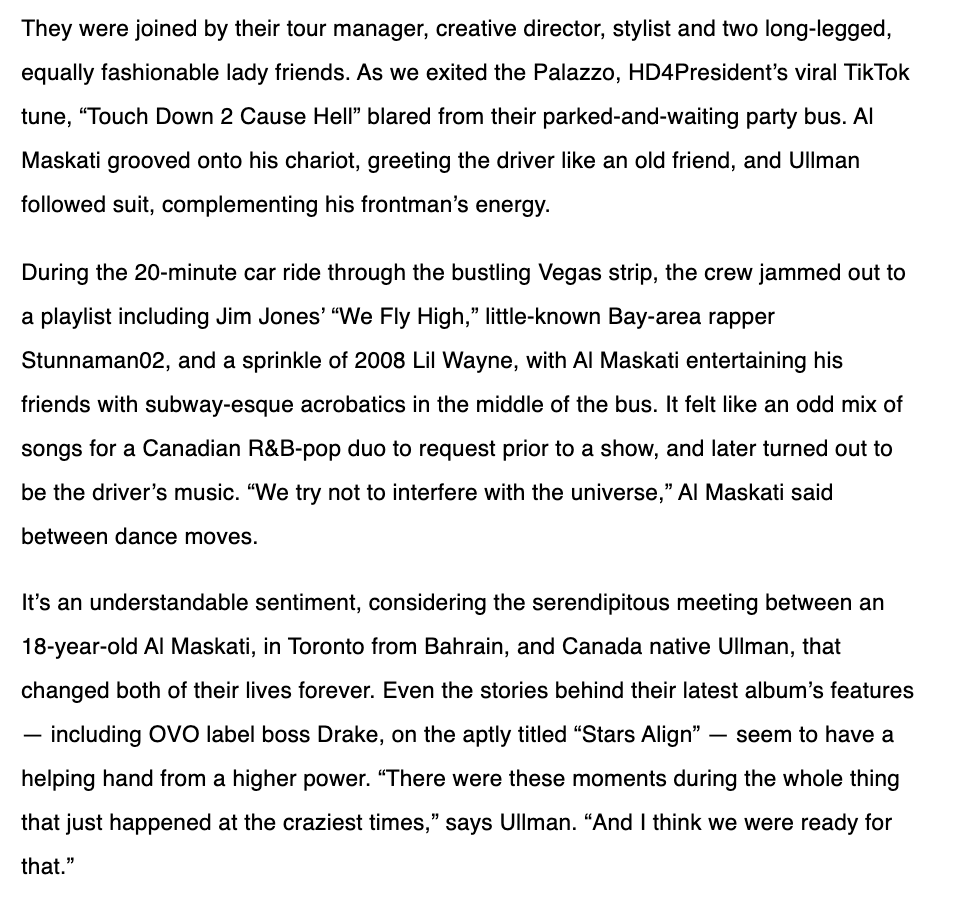 They were joined by their tour manager, creative director, stylist and two long-legged,
equally fashionable lady friends. As we exited the Palazzo, HD4President’s viral TikTok
tune, “Touch Down 2 Cause Hell” blared from their parked-and-waiting party bus. Al
Maskati grooved onto his chariot, greeting the driver like an old friend, and Ullman
followed suit, complementing his frontman’s energy.
During the 20-minute car ride through the bustling Vegas strip, the crew jammed out to
a playlist including Jim Jones’ “We Fly High,” little-known Bay-area rapper
Stunnaman02, and a sprinkle of 2008 Lil Wayne, with Al Maskati entertaining his
friends with subway-esque acrobatics in the middle of the bus. It felt like an odd mix of
songs for a Canadian R&B-pop duo to request prior to a show, and later turned out to
be the driver’s music. “We try not to interfere with the universe,” Al Maskati said
between dance moves.
It’s an understandable sentiment, considering the serendipitous meeting between an
18-year-old Al Maskati, in Toronto from Bahrain, and Canada native Ullman, that
changed both of their lives forever. Even the stories behind their latest album’s features
— including OVO label boss Drake, on the aptly titled “Stars Align” — seem to have a
helping hand from a higher power. “There were these moments during the whole thing
that just happened at the craziest times,” says Ullman. “And I think we were ready for
that.”